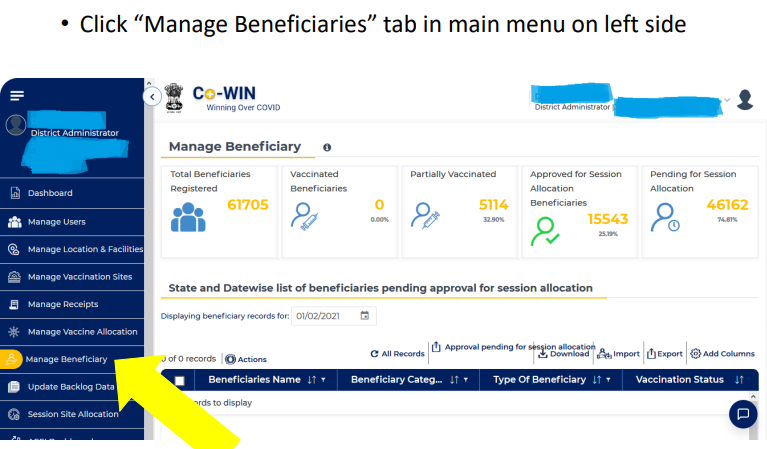 • Click “Manage Beneficiaries” tab in main menu on left side
Co-WIN
Winning Over COVID
District Administrator
District Administrator
Dashboard
Manage Users
Manage Location & Facilities
Manage Vaccination Sites
Manage Receipts
Manage Vaccine Allocation
Manage Beneficiary
Update Backlog Data
Session Site Allocation
Manage Beneficiary
Total Beneficiaries
Registered
61705
Vaccinated
Beneficiaries
0
0.00%
Partially Vaccinated
5114
32.90%
Approved for Session
Allocation
Beneficiaries
15543
25.19%
Pending for Session
Allocation
46162
74.81%
State and Datewise list of beneficiaries pending approval for session allocation
Displaying beneficiary records for: 01/02/2021
0 of 0 records Actions All Records Approval pending for session allocation Download Import Export Add Columns
Beneficiaries Name Beneficiary Categ... Type Of Beneficiary Vaccination Status
to display